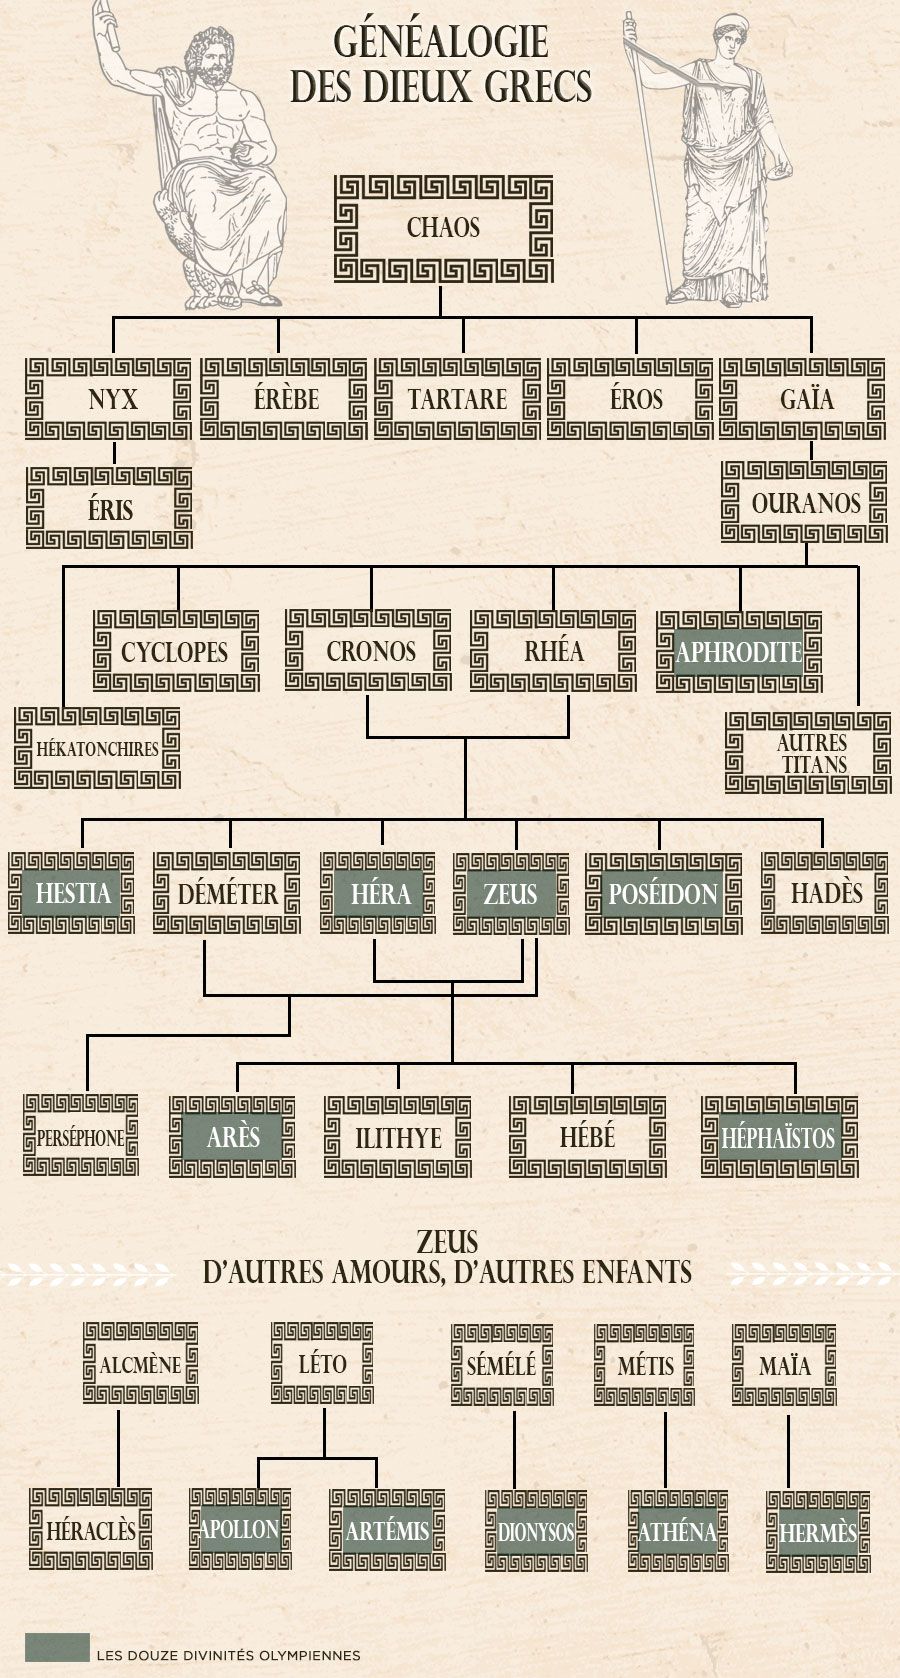 GÉNÉALOGIE
DES DIEUX GRECS
CHAOS
NYX
ÉRÈBE
TARTARE
ÉROS
GAÏA
ÉRIS
OURANOS
CYCLOPES
CRONOS
RHÉA
APHRODITE
HÉKATONCHIRES
AUTRES
TITANS
HESTIA
DÉMÉTER
HÉRA
ZEUS
POSÉIDON
HADÈS
PERSÉPHONE
ARÈS
ILITHYE
HÉBÉ
HÉPHAÏSTOS
ZEUS
D'AUTRES AMOURS, D'AUTRES ENFANTS
ALCMÈNE
LÉTO
SÉMÉLÉ
MÉTIS
MAÏA
HÉRACLÈS
APOLLON
ARTÉMIS
DIONYSOS
ATHÉNA
HERMÈS
LES DOUZE DIVINITÉS OLYMPIENNES